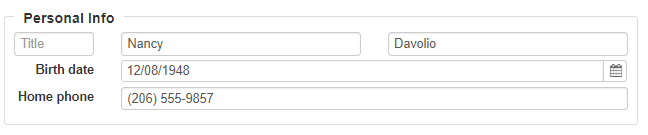 Personal Info
Title Nancy Davolio
Birth date 12/08/1948
Home phone (206) 555-9857